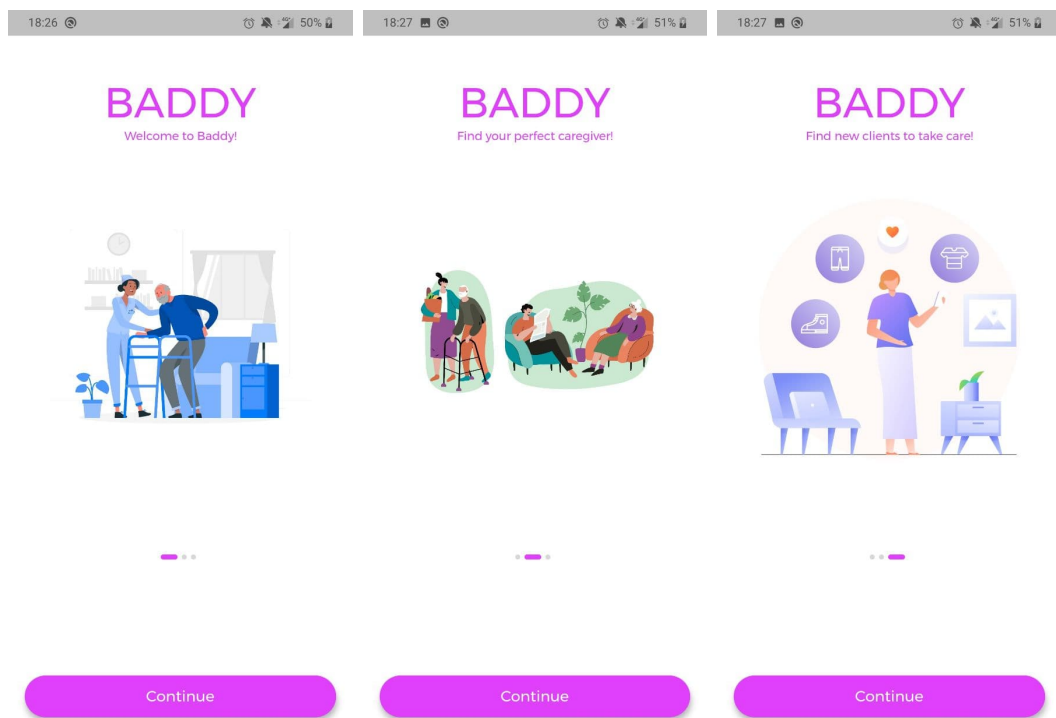 18:26
50%
BADDY
Welcome to Baddy!
Continue
18:27
51%
BADDY
Find your perfect caregiver!
Continue
18:27
51%
BADDY
Find new clients to take care!
Continue